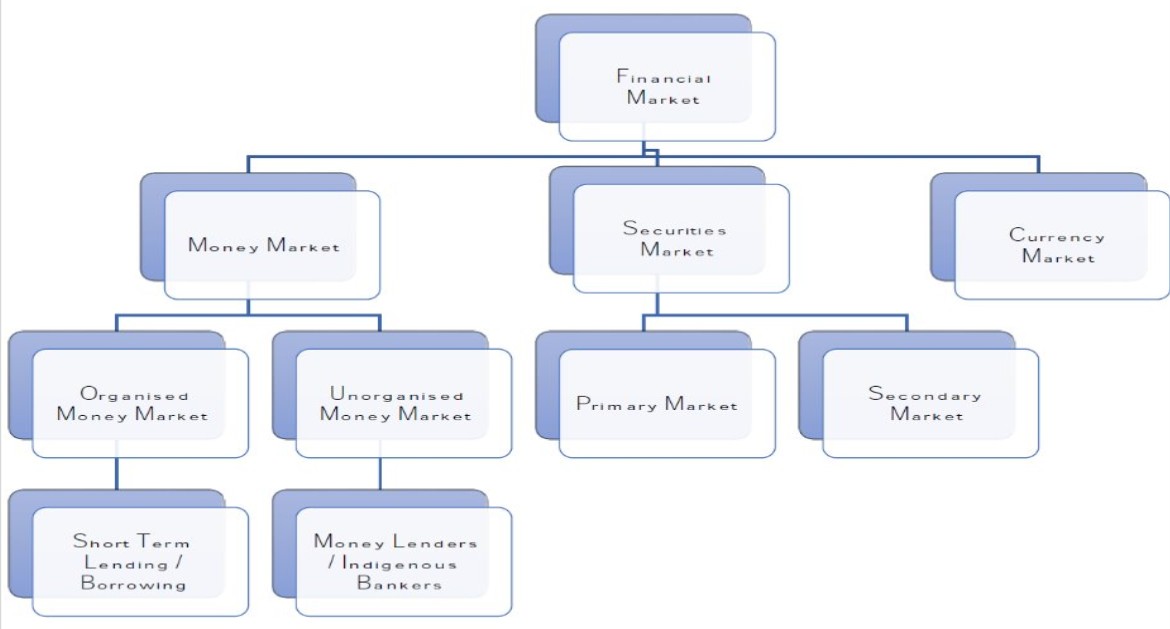 Financial
Market
Money Market
Securities
Market
Currency
Market
Organised
Money Market
Unorganised
Money Market
Primary Market
Secondary
Market
Short Term
Lending /
Borrowing
Money Lenders
/ Indigenous
Bankers